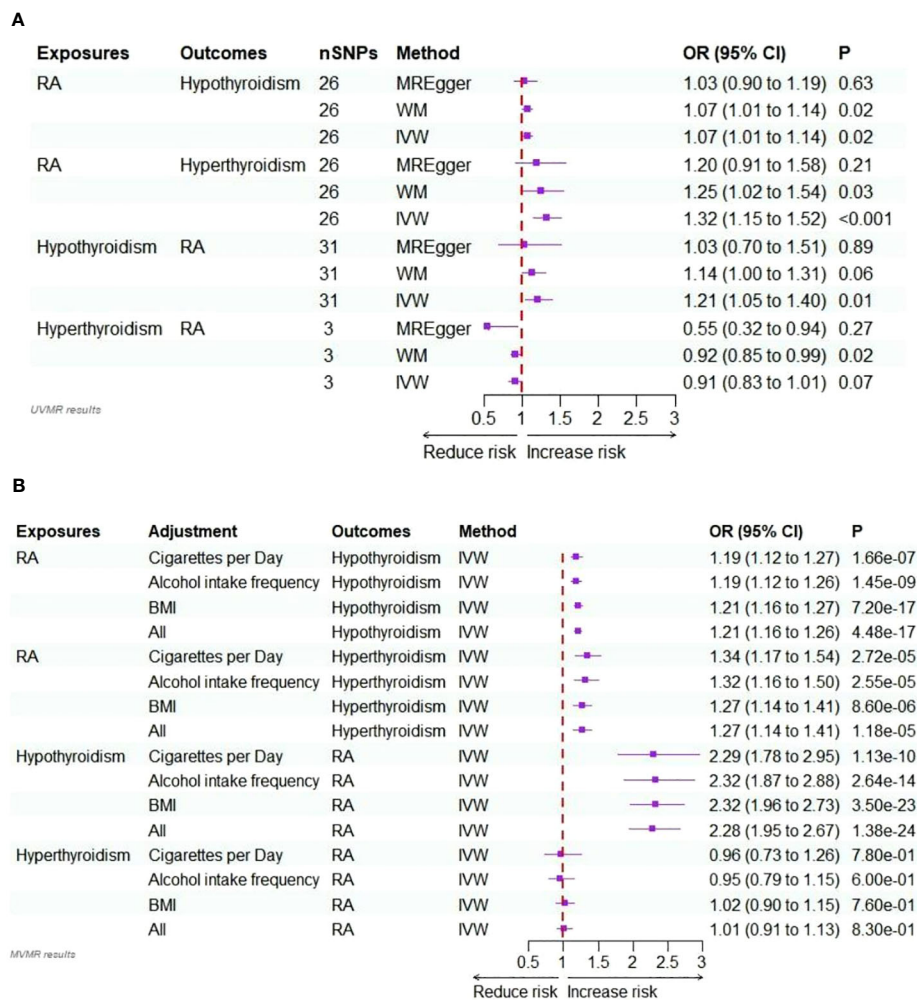 A
Exposures Outcomes nSNPs Method OR (95% CI) P
RA Hypothyroidism 26 MREgger 1.03 (0.90 to 1.19) 0.63
26 WM 1.07 (1.01 to 1.14) 0.02
26 IVW 1.07 (1.01 to 1.14) 0.02
RA Hyperthyroidism 26 MREgger 1.20 (0.91 to 1.58) 0.21
26 WM 1.25 (1.02 to 1.54) 0.03
26 IVW 1.32 (1.15 to 1.52) <0.001
Hypothyroidism RA 31 MREgger 1.03 (0.70 to 1.51) 0.89
31 WM 1.14 (1.00 to 1.31) 0.06
31 IVW 1.21 (1.05 to 1.40) 0.01
Hyperthyroidism RA 3 MREgger 0.55 (0.32 to 0.94) 0.27
3 WM 0.92 (0.85 to 0.99) 0.02
3 IVW 0.91 (0.83 to 1.01) 0.07
UVMR results
0.5 1 1.5 2 2.5 3
Reduce risk Increase risk
B
Exposures Adjustment Outcomes Method OR (95% CI) P
RA Cigarettes per Day Hypothyroidism IVW 1.19 (1.12 to 1.27) 1.66e-07
Alcohol intake frequency Hypothyroidism IVW 1.19 (1.12 to 1.26) 1.45e-09
BMI Hypothyroidism IVW 1.21 (1.16 to 1.27) 7.20e-17
All Hypothyroidism IVW 1.21 (1.16 to 1.26) 4.48e-17
RA Cigarettes per Day Hyperthyroidism IVW 1.34 (1.17 to 1.54) 2.72e-05
Alcohol intake frequency Hyperthyroidism IVW 1.32 (1.16 to 1.50) 2.55e-05
BMI Hyperthyroidism IVW 1.27 (1.14 to 1.41) 8.60e-06
All Hyperthyroidism IVW 1.27 (1.14 to 1.41) 1.18e-05
Hypothyroidism Cigarettes per Day RA IVW 2.29 (1.78 to 2.95) 1.13e-10
Alcohol intake frequency RA IVW 2.32 (1.87 to 2.88) 2.64e-14
BMI RA IVW 2.32 (1.96 to 2.73) 3.50e-23
All RA IVW 2.28 (1.95 to 2.67) 1.38e-24
Hyperthyroidism Cigarettes per Day RA IVW 0.96 (0.73 to 1.26) 7.80e-01
Alcohol intake frequency RA IVW 0.95 (0.79 to 1.15) 6.00e-01
BMI RA IVW 1.02 (0.90 to 1.15) 7.60e-01
All RA IVW 1.01 (0.91 to 1.13) 8.30e-01
MVMR results
0.5 1 1.5 2 2.5 3
Reduce risk Increase risk